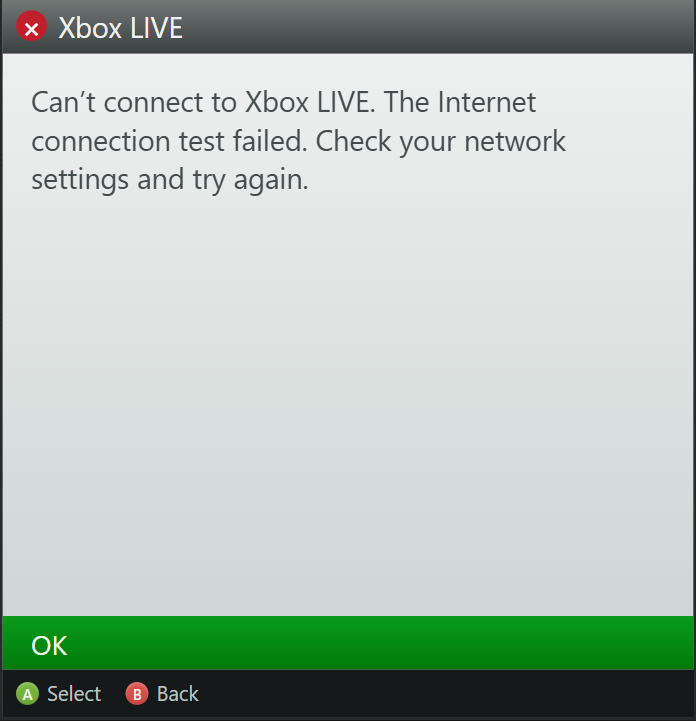 Xbox LIVE
Can’t connect to Xbox LIVE. The Internet
connection test failed. Check your network
settings and try again.
OK
A Select B Back